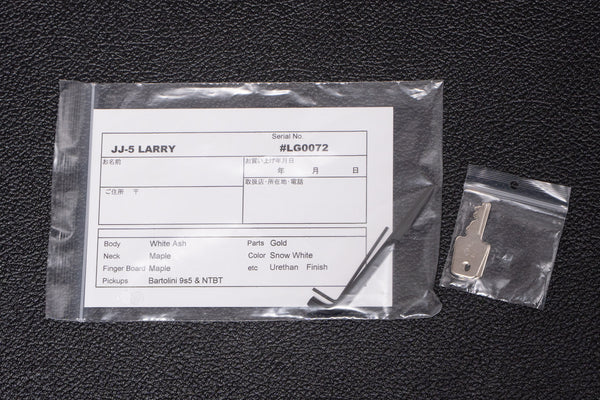 Serial No.
JJ-5 LARRY #LG0072
お名前 お買い上げ年月日
年 月 日
ご住所 〒 取扱店・所在地・電話
Body White Ash Parts Gold
Neck Maple Color Snow White
Finger Board Maple etc Urethan Finish
Pickups Bartolini 9s5 & NTBT